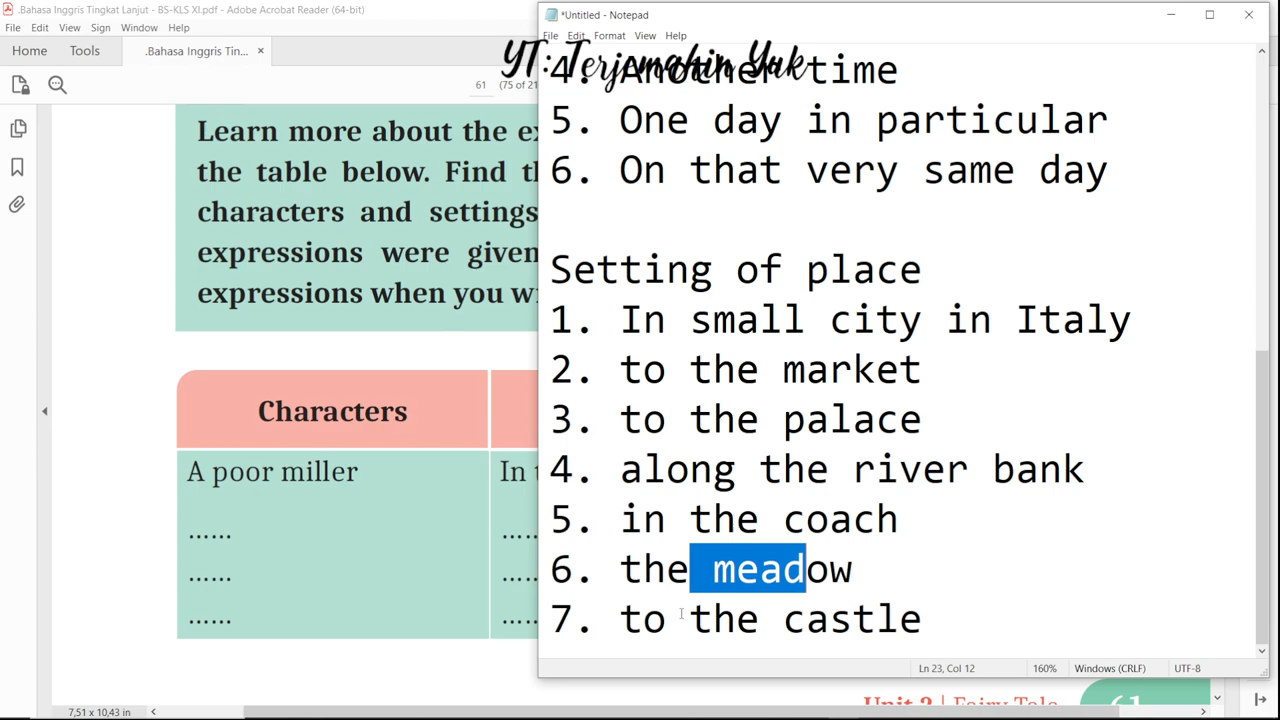 .Bahasa Inggris Tingkat Lanjut - BS-KLS XI.pdf - Adobe Acrobat Reader (64-bit)
File Edit View Sign Window Help
Home Tools .Bahasa Inggris Tin... ×
61 (75 of 21
Learn more about the ex
the table below. Find th
characters and settings
expressions were given
expressions when you w
Characters
A poor miller
In t
......
......
......
7,51 x 10,43 in
Unit 2 | Fairy Tale 61
*Untitled - Notepad
File Edit Format View Help
YT: Terjemahin Yuk
4. Another time
5. One day in particular
6. On that very same day
Setting of place
1. In small city in Italy
2. to the market
3. to the palace
4. along the river bank
5. in the coach
6. the meadow
7. to the castle
Ln 23, Col 12 160% Windows (CRLF) UTF-8